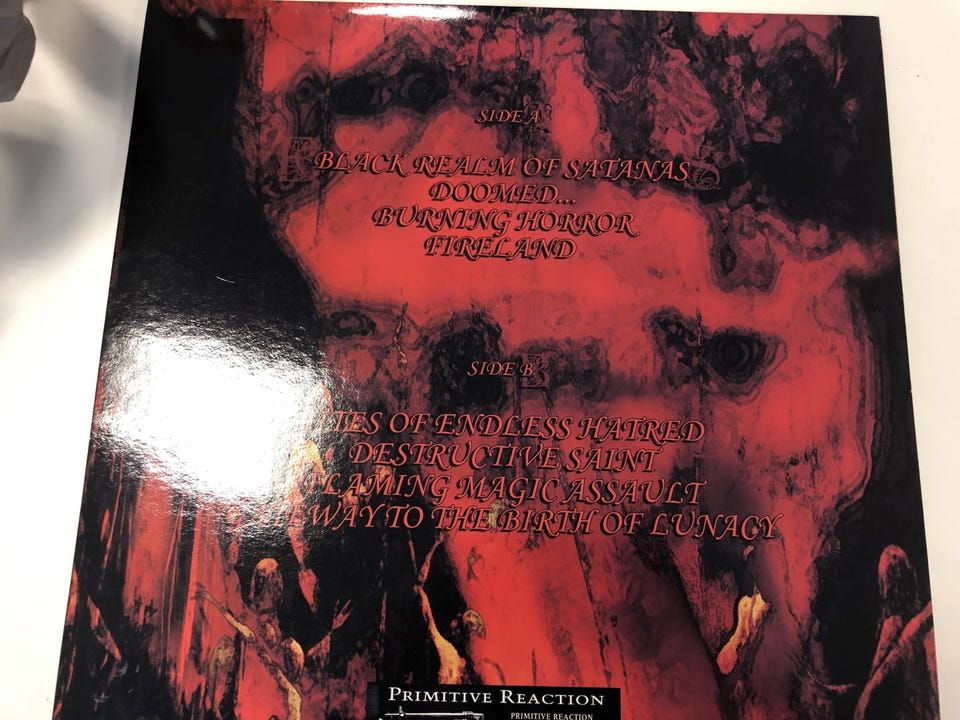 SIDE A
BLACK REALM OF SATANAS
DOOMED...
BURNING HORROR
FIRELAND
SIDE B
OF ENDLESS HATRED
DESTRUCTIVE SAINT
FLAMING MAGIC ASSAULT
TO THE BIRTH OF LUNACY
PRIMITIVE REACTION
PRIMITIVE REACTION